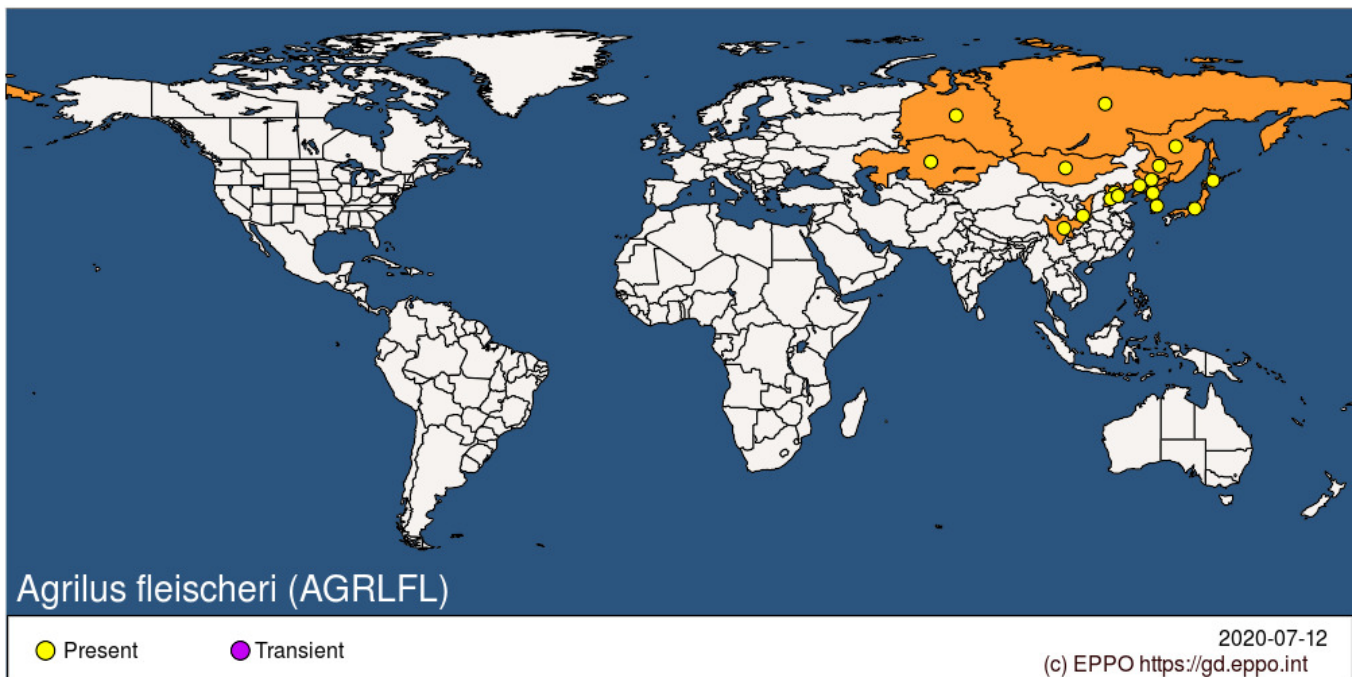 Agrilus fleischeri (AGRLFL)
Present
Transient
2020-07-12
(c) EPPO https://gd.eppo.int